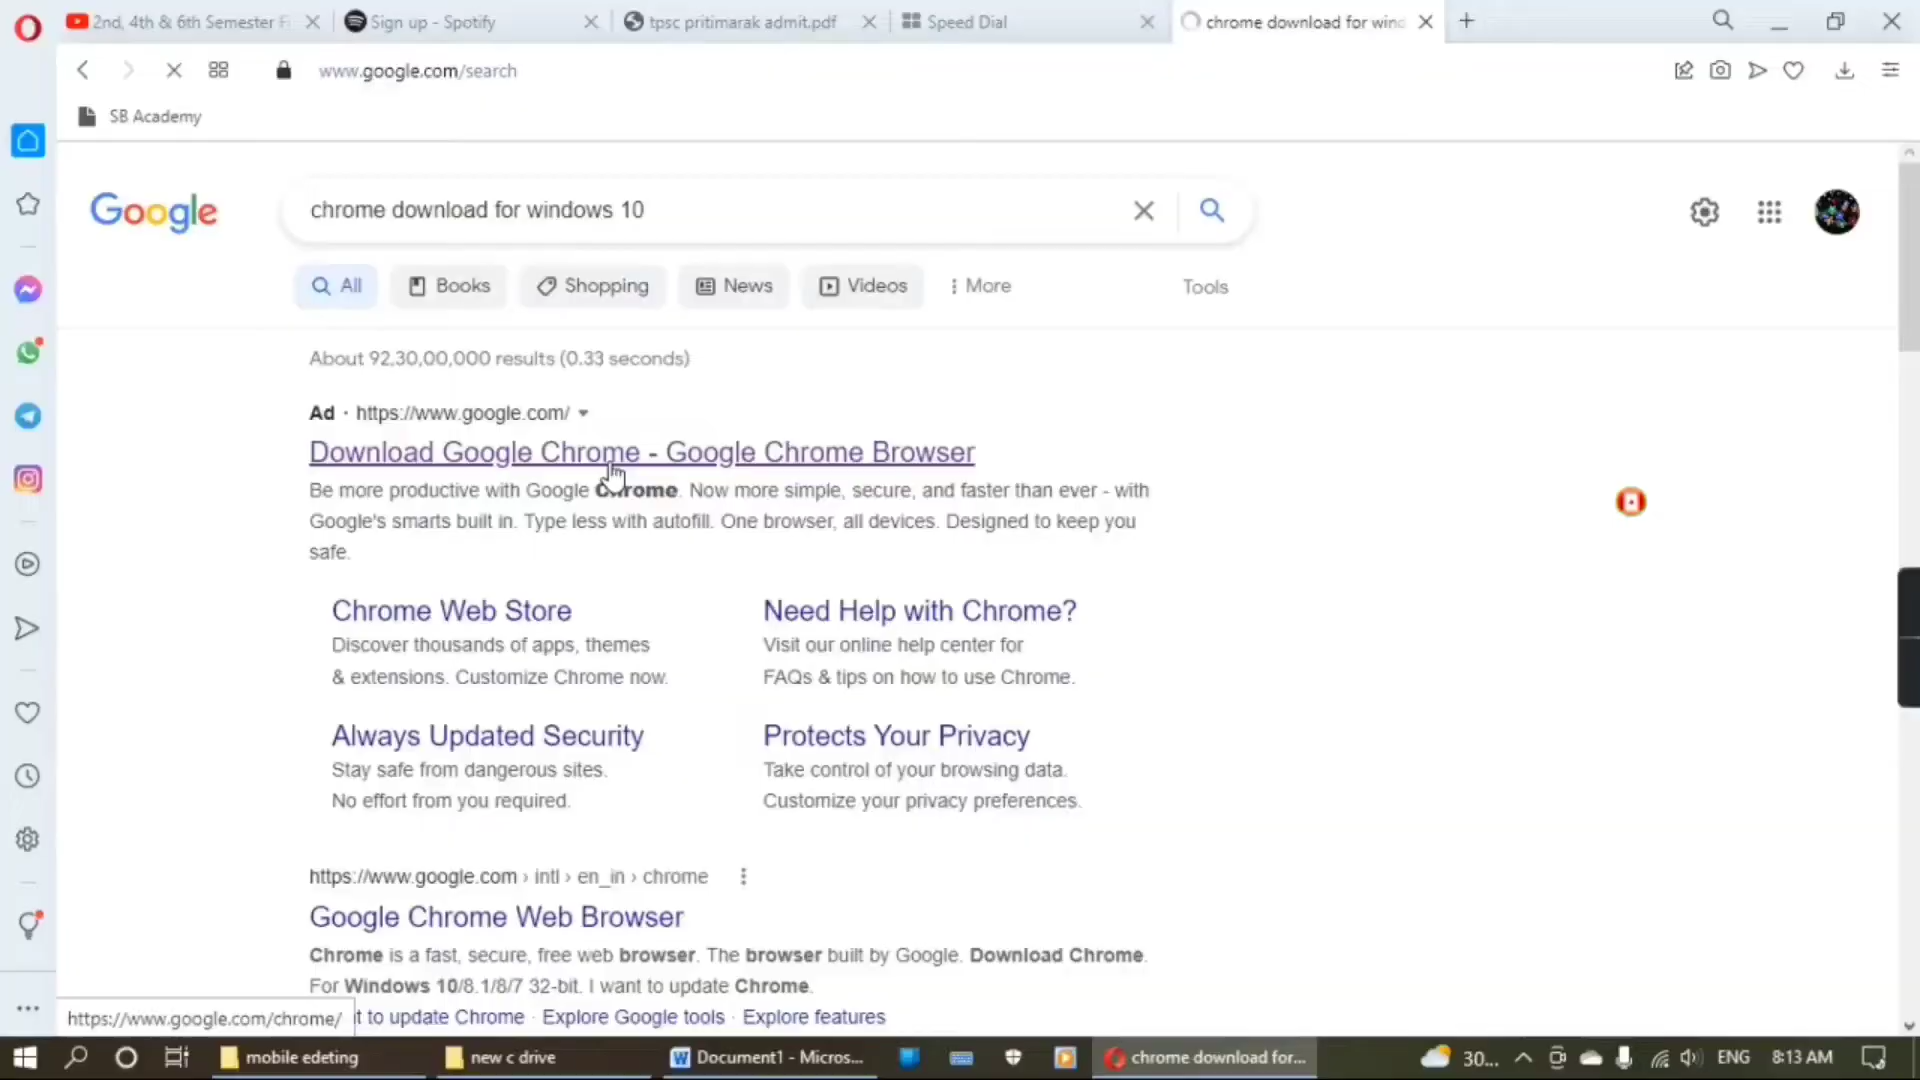 2nd, 4th & 6th Semester Fi
Sign up - Spotify
tpsc pritimarak admit.pdf
Speed Dial
chrome download for wind
www.google.com/search
SB Academy
Google
chrome download for windows 10
All
Books
Shopping
News
Videos
More
Tools
About 92,30,00,000 results (0.33 seconds)
Ad · https://www.google.com/
Download Google Chrome - Google Chrome Browser
Be more productive with Google Chrome. Now more simple, secure, and faster than ever - with
Google's smarts built in. Type less with autofill. One browser, all devices. Designed to keep you
safe.
Chrome Web Store
Discover thousands of apps, themes
& extensions. Customize Chrome now.
Need Help with Chrome?
Visit our online help center for
FAQs & tips on how to use Chrome.
Always Updated Security
Stay safe from dangerous sites.
No effort from you required.
Protects Your Privacy
Take control of your browsing data.
Customize your privacy preferences.
https://www.google.com › intl › en_in › chrome
Google Chrome Web Browser
Chrome is a fast, secure, free web browser. The browser built by Google. Download Chrome.
For Windows 10/8.1/8/7 32-bit. I want to update Chrome.
t to update Chrome · Explore Google tools · Explore features
https://www.google.com/chrome/
mobile edeting
new c drive
Document1 - Micros...
chrome download for...
30...
ENG
8:13 AM